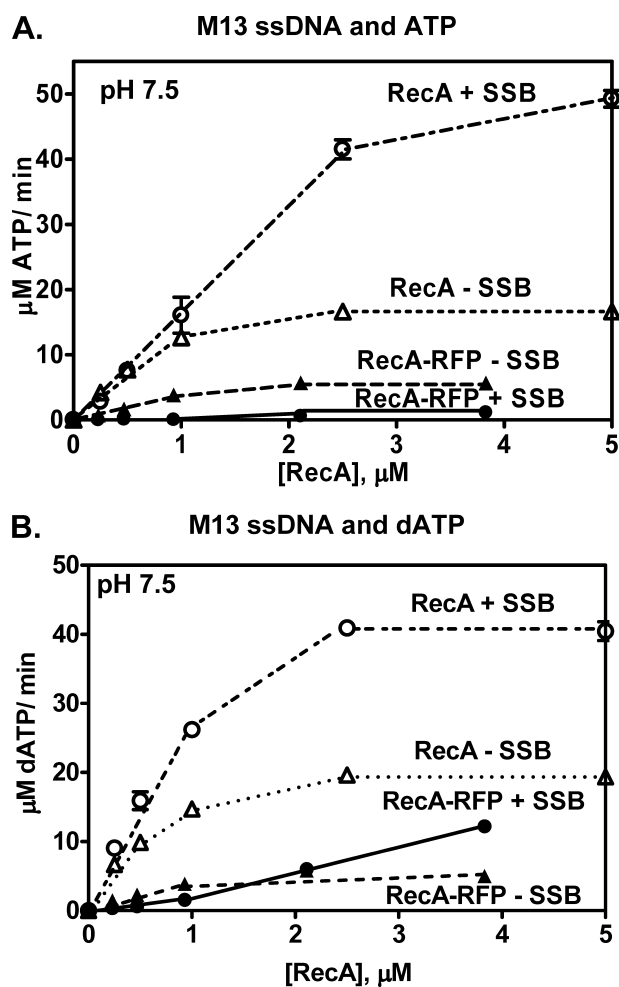 A.
M13 ssDNA and ATP
pH 7.5
RecA + SSB
RecA - SSB
RecA-RFP - SSB
RecA-RFP + SSB
μM ATP/ min
50
40
30
20
10
0
0 1 2 3 4 5
[RecA], μM
B.
M13 ssDNA and dATP
pH 7.5
RecA + SSB
RecA - SSB
RecA-RFP + SSB
RecA-RFP - SSB
μM dATP/ min
50
40
30
20
10
0
0 1 2 3 4 5
[RecA], μM